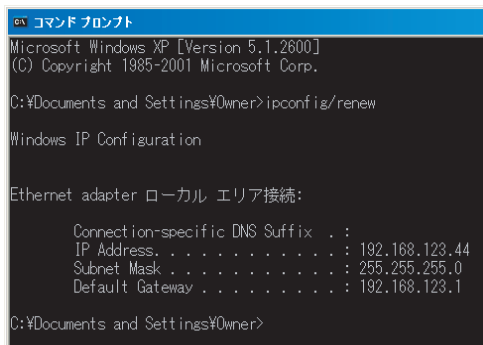 コマンド プロンプト
Microsoft Windows XP [Version 5.1.2600]
(C) Copyright 1985-2001 Microsoft Corp.
C:¥Documents and Settings¥Owner>ipconfig/renew
Windows IP Configuration
Ethernet adapter ローカル エリア接続:
Connection-specific DNS Suffix . :
IP Address. . . . . . . . . . . . : 192.168.123.44
Subnet Mask . . . . . . . . . . . : 255.255.255.0
Default Gateway . . . . . . . . . : 192.168.123.1
C:¥Documents and Settings¥Owner>